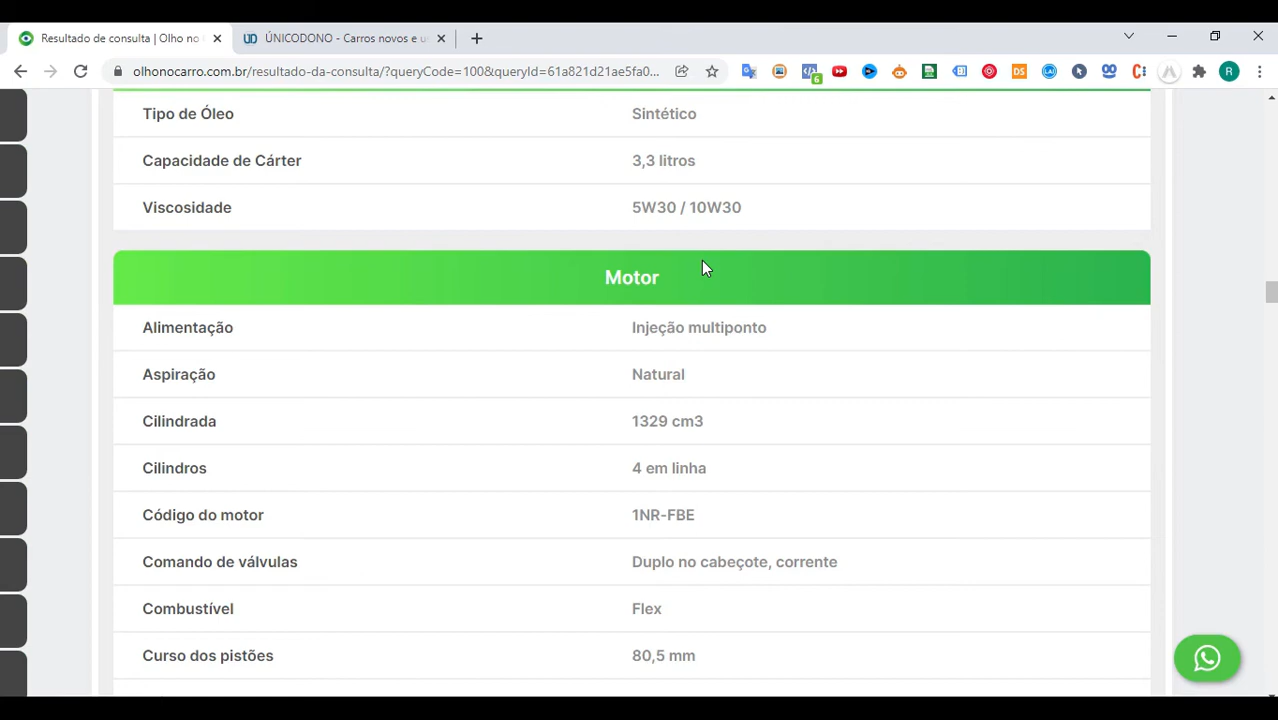 Resultado de consulta | Olho no
ÚNICODONO - Carros novos e u
olhonocarro.com.br/resultado-da-consulta/?queryCode=100&queryId=61a821d21ae5fa0...
6
DS
R
Tipo de Óleo Sintético
Capacidade de Cárter 3,3 litros
Viscosidade 5W30 / 10W30
Motor
Alimentação Injeção multiponto
Aspiração Natural
Cilindrada 1329 cm3
Cilindros 4 em linha
Código do motor 1NR-FBE
Comando de válvulas Duplo no cabeçote, corrente
Combustível Flex
Curso dos pistões 80,5 mm